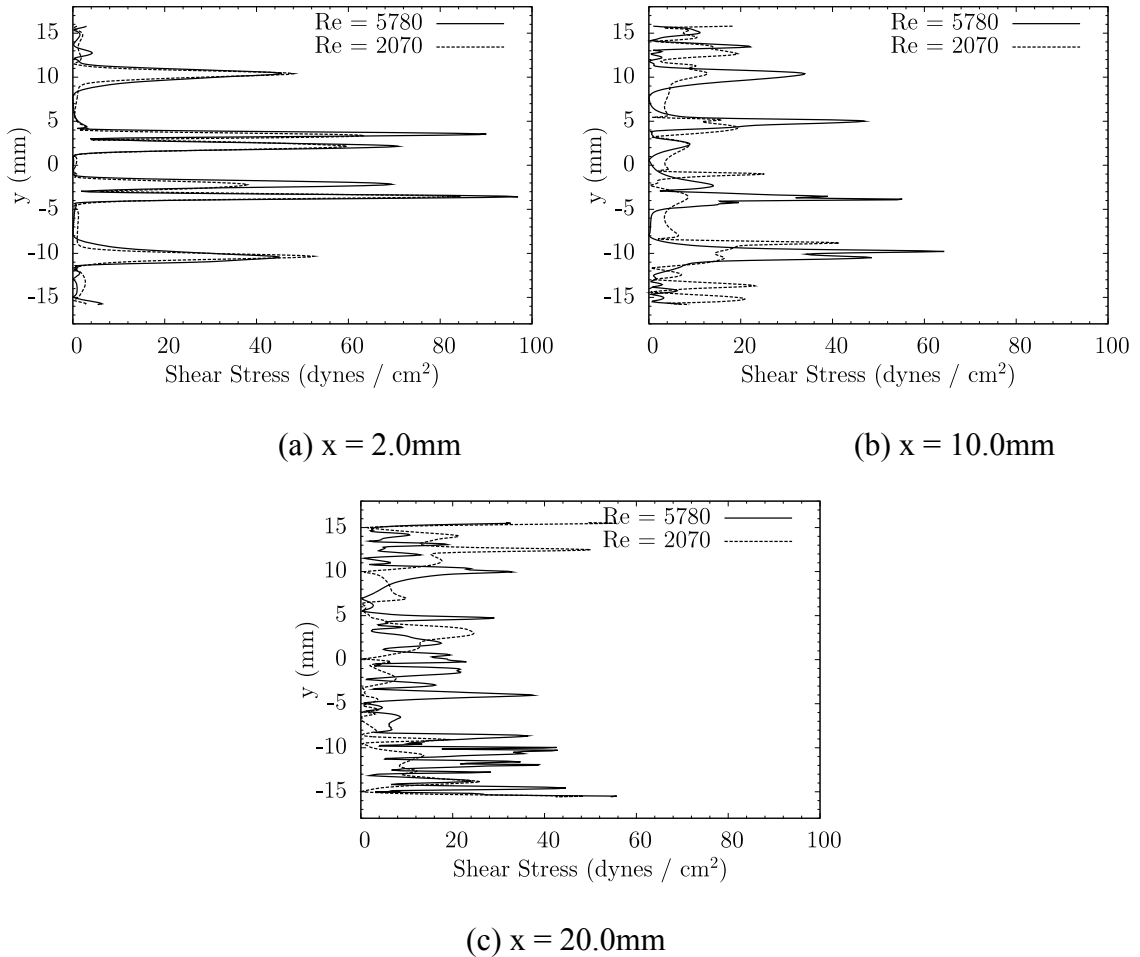 Re = 5780
Re = 2070
15
10
5
0
-5
-10
-15
y (mm)
0 20 40 60 80 100
Shear Stress (dynes / cm²)
(a) x = 2.0mm
Re = 5780
Re = 2070
15
10
5
0
-5
-10
-15
y (mm)
0 20 40 60 80 100
Shear Stress (dynes / cm²)
(b) x = 10.0mm
Re = 5780
Re = 2070
15
10
5
0
-5
-10
-15
y (mm)
0 20 40 60 80 100
Shear Stress (dynes / cm²)
(c) x = 20.0mm